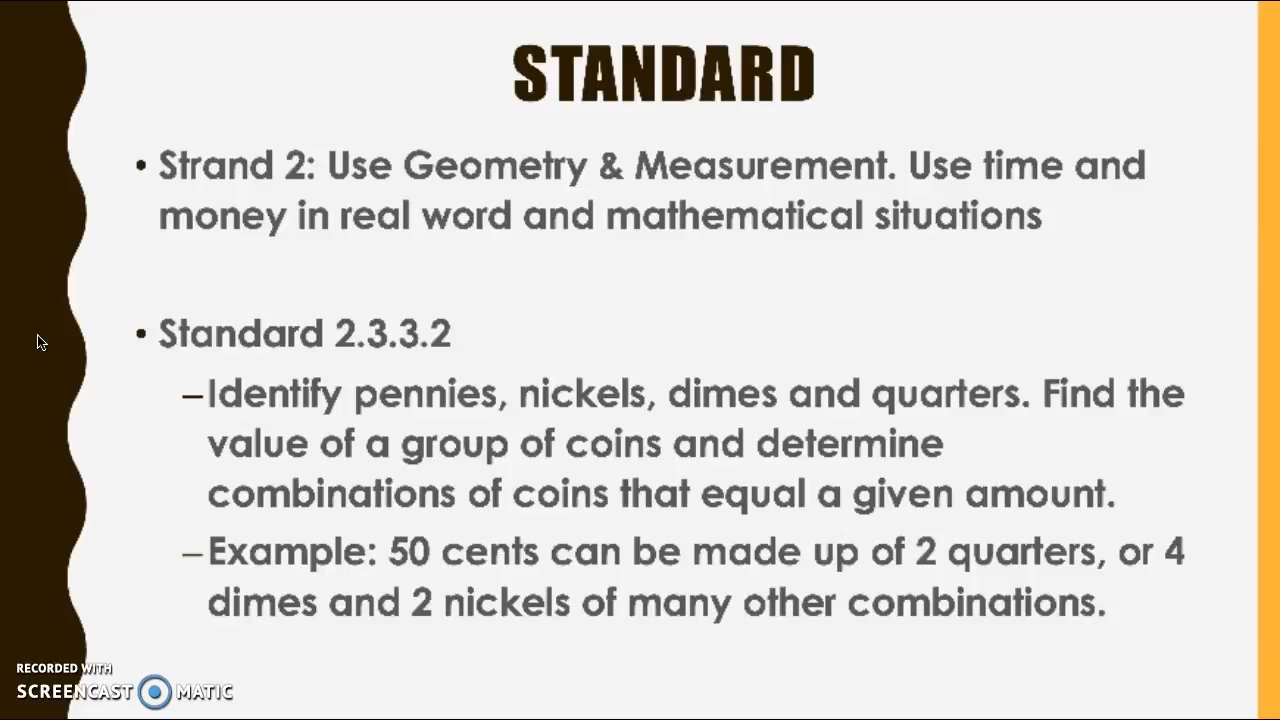 STANDARD
• Strand 2: Use Geometry & Measurement. Use time and
money in real word and mathematical situations
• Standard 2.3.3.2
–Identify pennies, nickels, dimes and quarters. Find the
value of a group of coins and determine
combinations of coins that equal a given amount.
–Example: 50 cents can be made up of 2 quarters, or 4
dimes and 2 nickels of many other combinations.
RECORDED WITH
SCREENCAST MATIC